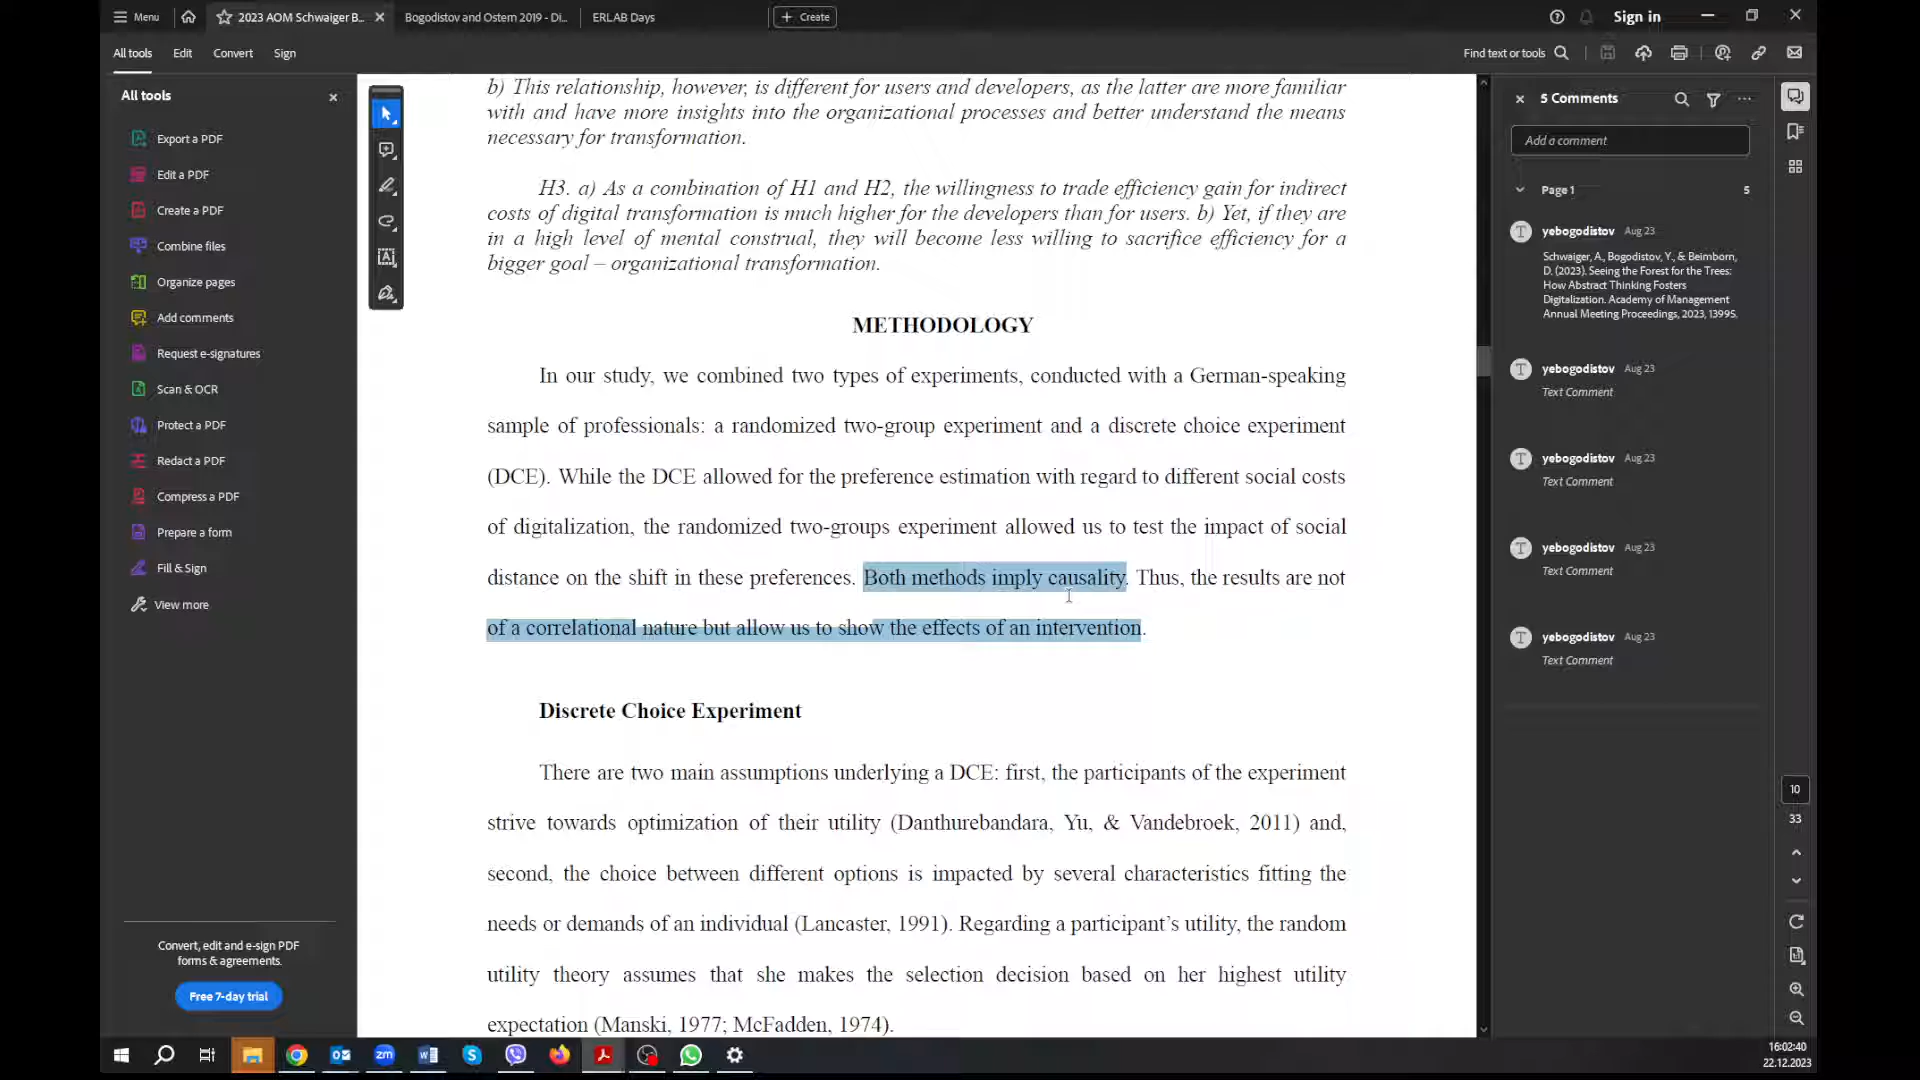 Menu
2023 AOM Schwaiger B...
Bogodistov and Ostern 2019 - Di...
ERLAB Days
Create
Sign in
All tools
Edit
Convert
Sign
Find text or tools
All tools
Export a PDF
Edit a PDF
Create a PDF
Combine files
Organize pages
Add comments
Request e-signatures
Scan & OCR
Protect a PDF
Redact a PDF
Compress a PDF
Prepare a form
Fill & Sign
View more
Convert, edit and e-sign PDF
forms & agreements.
Free 7-day trial
b) This relationship, however, is different for users and developers, as the latter are more familiar
with and have more insights into the organizational processes and better understand the means
necessary for transformation.
H3. a) As a combination of H1 and H2, the willingness to trade efficiency gain for indirect
costs of digital transformation is much higher for the developers than for users. b) Yet, if they are
in a high level of mental construal, they will become less willing to sacrifice efficiency for a
bigger goal – organizational transformation.
METHODOLOGY
In our study, we combined two types of experiments, conducted with a German-speaking
sample of professionals: a randomized two-group experiment and a discrete choice experiment
(DCE). While the DCE allowed for the preference estimation with regard to different social costs
of digitalization, the randomized two-groups experiment allowed us to test the impact of social
distance on the shift in these preferences. Both methods imply causality. Thus, the results are not
of a correlational nature but allow us to show the effects of an intervention.
Discrete Choice Experiment
There are two main assumptions underlying a DCE: first, the participants of the experiment
strive towards optimization of their utility (Danthurebandara, Yu, & Vandebroek, 2011) and,
second, the choice between different options is impacted by several characteristics fitting the
needs or demands of an individual (Lancaster, 1991). Regarding a participant’s utility, the random
utility theory assumes that she makes the selection decision based on her highest utility
expectation (Manski, 1977; McFadden, 1974).
5 Comments
Add a comment
Page 1
5
yebogodistov Aug 23
Schwaiger, A., Bogodistov, Y., & Beimborn,
D. (2023). Seeing the Forest for the Trees:
How Abstract Thinking Fosters
Digitalization. Academy of Management
Annual Meeting Proceedings, 2023, 13995.
yebogodistov Aug 23
Text Comment
yebogodistov Aug 23
Text Comment
yebogodistov Aug 23
Text Comment
yebogodistov Aug 23
Text Comment
10
33
16:02:40
22.12.2023